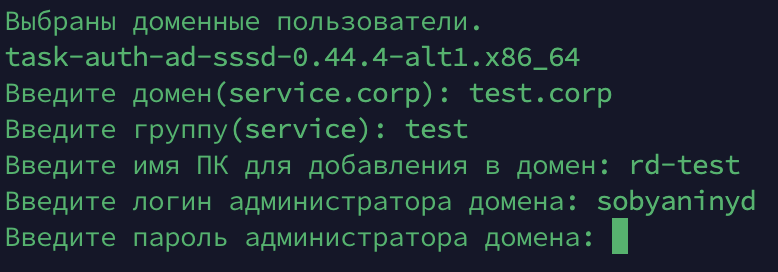 Выбраны доменные пользователи.
task-auth-ad-sssd-0.44.4-alt1.x86_64
Введите домен(service.corp): test.corp
Введите группу(service): test
Введите имя ПК для добавления в домен: rd-test
Введите логин администратора домена: sobyaninyd
Введите пароль администратора домена: